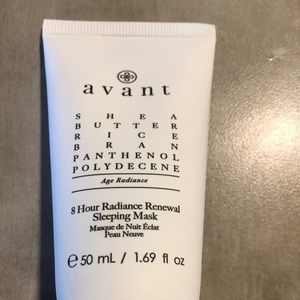 avant
SHEA
BUTTER
RICE
BRAN
PANTHENOL
POLYDECENE
Age Radiance
8 Hour Radiance Renewal
Sleeping Mask
Masque de Nuit Éclat
Peau Neuve
e 50 mL / 1.69 fl oz